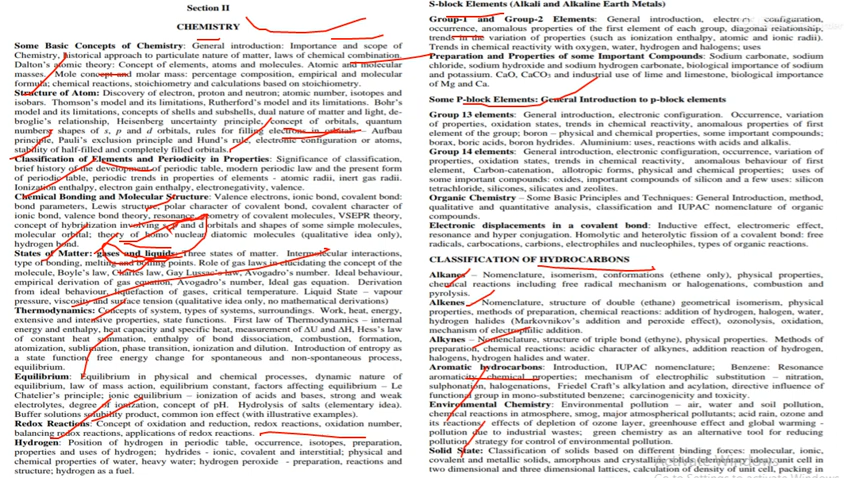 Section II
CHEMISTRY
Some Basic Concepts of Chemistry: General introduction: Importance and scope of
Chemistry, historical approach to particulate nature of matter, laws of chemical combination,
Dalton's atomic theory: Concept of elements, atoms and molecules. Atomic and molecular
masses. Mole concept and molar mass: percentage composition, empirical and molecular
formula; chemical reactions, stoichiometry and calculations based on stoichiometry.
Structure of Atom: Discovery of electron, proton and neutron; atomic number, isotopes and
isobars. Thomson's model and its limitations, Rutherford's model and its limitations. Bohr's
model and its limitations, concepts of shells and subshells, dual nature of matter and light, de-
broglie's relationship, Heisenberg uncertainty principle, concept of orbitals, quantum
numbers shapes of s, p and d orbitals, rules for filling electrons in orbitals – Aufbau
principle, Pauli's exclusion principle and Hund's rule, electronic configuration or atoms,
stability of half-filled and completely filled orbitals.
Classification of Elements and Periodicity in Properties: Significance of classification,
brief history of the development of periodic table, modern periodic law and the present form
of periodic table, periodic trends in properties of elements - atomic radii, inert gas radii.
Ionization enthalpy, electron gain enthalpy, electronegativity, valence.
Chemical Bonding and Molecular Structure: Valence electrons, ionic bond, covalent bond:
bond parameters, Lewis structure, polar character of covalent bond, covalent character of
ionic bond, valence bond theory, resonance, geometry of covalent molecules, VSEPR theory,
concept of hybridization involving s, p and d orbitals and shapes of some simple molecules,
molecular orbital; theory of homo nuclear diatomic molecules (qualitative idea only),
hydrogen bond.
States of Matter: gases and liquids: Three states of matter. Intermolecular interactions,
type of bonding, melting and boiling points. Role of gas laws in elucidating the concept of the
molecule, Boyle's law, Charles law, Gay Lussac's law, Avogadro's number. Ideal behaviour,
empirical derivation of gas equation, Avogadro's number, Ideal gas equation. Derivation
from ideal behaviour, liquefaction of gases, critical temperature. Liquid State – vapour
pressure, viscosity and surface tension (qualitative idea only, no mathematical derivations)
Thermodynamics: Concepts of system, types of systems, surroundings. Work, heat, energy,
extensive and intensive properties, state functions. First law of Thermodynamics – internal
energy and enthalpy, heat capacity and specific heat, measurement of ΔU and ΔH, Hess's law
of constant heat summation, enthalpy of bond dissociation, combustion, formation,
atomization, sublimation, phase transition, ionization and dilution. Introduction of entropy as
a state function, free energy change for spontaneous and non-spontaneous process,
equilibrium.
Equilibrium: Equilibrium in physical and chemical processes, dynamic nature of
equilibrium, law of mass action, equilibrium constant, factors affecting equilibrium – Le
Chatelier's principle; ionic equilibrium – ionization of acids and bases, strong and weak
electrolytes, degree of ionization, concept of pH. Hydrolysis of salts (elementary idea).
Buffer solutions solubility product, common ion effect (with illustrative examples).
Redox Reactions: Concept of oxidation and reduction, redox reactions, oxidation number,
balancing redox reactions, applications of redox reactions.
Hydrogen: Position of hydrogen in periodic table, occurrence, isotopes, preparation,
properties and uses of hydrogen; hydrides - ionic, covalent and interstitial; physical and
chemical properties of water, heavy water; hydrogen peroxide - preparation, reactions and
structure; hydrogen as a fuel.
S-block Elements (Alkali and Alkaline Earth Metals)
Group-1 and Group-2 Elements: General introduction, electronic configuration,
occurrence, anomalous properties of the first element of each group, diagonal relationship,
trends in the variation of properties (such as ionization enthalpy, atomic and ionic radii).
Trends in chemical reactivity with oxygen, water, hydrogen and halogens; uses
Preparation and Properties of some Important Compounds: Sodium carbonate, sodium
chloride, sodium hydroxide and sodium hydrogen carbonate, biological importance of sodium
and potassium. CaO, CaCO3 and industrial use of lime and limestone, biological importance
of Mg and Ca.
Some P-block Elements: General Introduction to p-block elements
Group 13 elements: General introduction, electronic configuration. Occurrence, variation of
properties, oxidation states, trends in chemical reactivity, anomalous properties of first
element of the group; boron – physical and chemical properties, some important compounds;
borax, boric acids, boron hydrides. Aluminium: uses, reactions with acids and alkalis.
Group 14 elements: General introduction, electronic configuration, occurrence, variation of
properties, oxidation states, trends in chemical reactivity, anomalous behaviour of first
element, Carbon-catenation, allotropic forms, physical and chemical properties; uses of
some important compounds; oxides, important compounds of silicon and a few uses: silicon
tetrachloride, silicones, silicates and zeolites.
Organic Chemistry – Some Basic Principles and Techniques: General Introduction, method,
qualitative and quantitative analysis, classification and IUPAC nomenclature of organic
compounds.
Electronic displacements in a covalent bond: Inductive effect, electromeric effect,
resonance and hyper conjugation. Homolytic and heterolytic fission of a covalent bond: free
radicals, carbocations, carbions, electrophiles and nucleophiles, types of organic reactions.
CLASSIFICATION OF HYDROCARBONS
Alkanes – Nomenclature, isomerism, conformations (ethene only), physical properties,
chemical reactions including free radical mechanism or halogenations, combustion and
pyrolysis.
Alkenes – Nomenclature, structure of double (ethane) geometrical isomerism, physical
properties, methods of preparation, chemical reactions: addition of hydrogen, halogen, water,
hydrogen halides (Markovnikov's addition and peroxide effect), ozonolysis, oxidation,
mechanism of electrophilic addition.
Alkynes – Nomenclature, structure of triple bond (ethyne), physical properties. Methods of
preparation, chemical reactions: acidic character of alkynes, addition reaction of hydrogen,
halogens, hydrogen halides and water.
Aromatic hydrocarbons: Introduction, IUPAC nomenclature, Benzene: Resonance
aromaticity; chemical properties; mechanism of electrophilic substitution – nitration,
sulphonation, halogenations, Friedel Craft's alkylation and acylation, directive influence of
functional group in mono-substituted benzene; carcinogenicity and toxicity.
Environmental Chemistry: Environmental pollution – air, water and soil pollution,
chemical reactions in atmosphere, smog, major atmospheric pollutants; acid rain, ozone and
its reactions, effects of depletion of ozone layer, greenhouse effect and global warming -
pollution due to industrial wastes; green chemistry as an alternative tool for reducing
pollution, strategy for control of environmental pollution.
Solid State: Classification of solids based on different binding forces: molecular, ionic,
covalent and metallic solids, amorphous and crystalline solids (elementary idea), unit cell in
two dimensional and three dimensional lattices, calculation of density of unit cell, packing in
Activate Windows
Go to Settings to activate Windows.